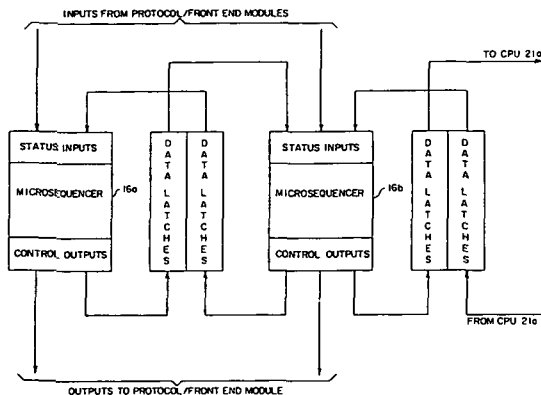 INPUTS FROM PROTOCOL/FRONT END MODULES
TO CPU 21a
STATUS INPUTS
MICROSEQUENCER
CONTROL OUTPUTS
16a
DATA LATCHES
DATA LATCHES
STATUS INPUTS
MICROSEQUENCER
CONTROL OUTPUTS
16b
DATA LATCHES
DATA LATCHES
FROM CPU 21a
OUTPUTS TO PROTOCOL/FRONT END MODULE